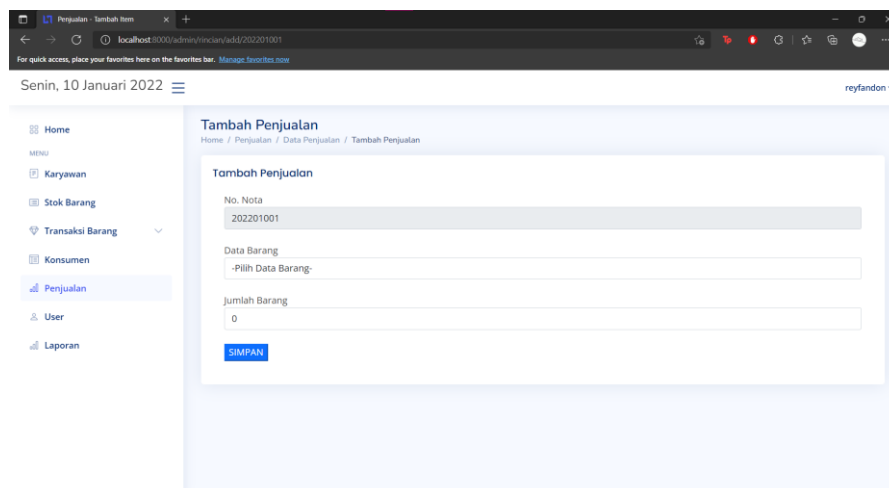 Penjualan - Tambah Item
localhost:8000/admin/rincian/add/202201001
For quick access, place your favorites here on the favorites bar. Manage favorites now
Senin, 10 Januari 2022
reyfandon
Home
MENU
Karyawan
Stok Barang
Transaksi Barang
Konsumen
Penjualan
User
Laporan
Tambah Penjualan
Home / Penjualan / Data Penjualan / Tambah Penjualan
Tambah Penjualan
No. Nota
202201001
Data Barang
-Pilih Data Barang-
Jumlah Barang
0
SIMPAN